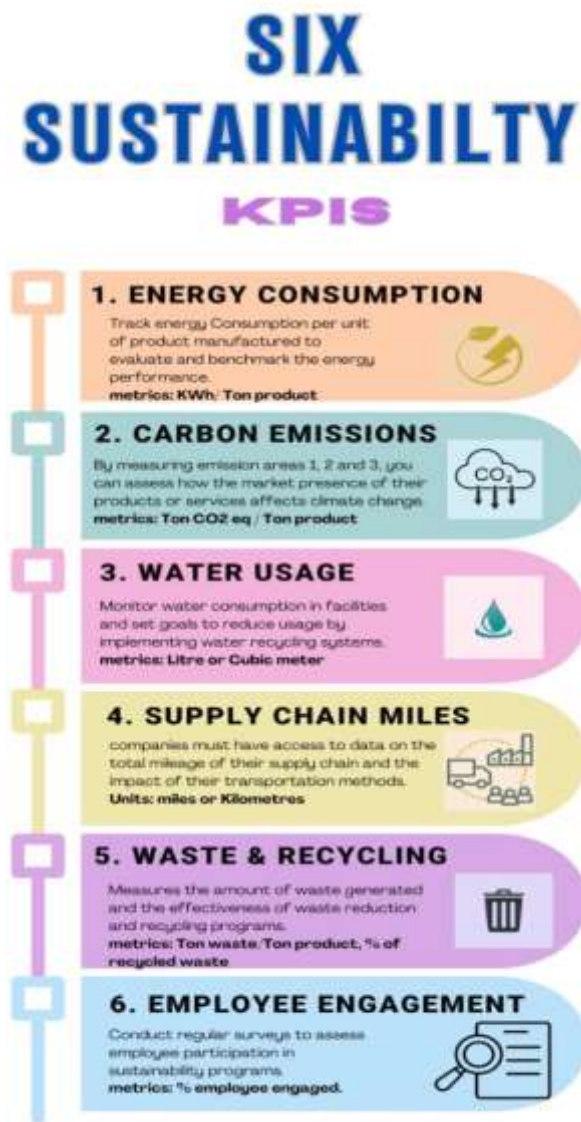 SIX
SUSTAINABILTY
KPIS
1. ENERGY CONSUMPTION
Track energy Consumption per unit
of product manufactured to
evaluate and benchmark the energy
performance.
metrics: KWh/ Ton product
2. CARBON EMISSIONS
By measuring emission areas 1, 2 and 3, you
can assess how the market presence of their
products or services affects climate change.
metrics: Ton CO2 eq / Ton product
CO2
3. WATER USAGE
Monitor water consumption in facilities
and set goals to reduce usage by
implementing water recycling systems.
metrics: Litre or Cubic meter
4. SUPPLY CHAIN MILES
companies must have access to data on the
total mileage of their supply chain and the
impact of their transportation methods.
Units: miles or Kilometres
5. WASTE & RECYCLING
Measures the amount of waste generated
and the effectiveness of waste reduction
and recycling programs.
metrics: Ton waste/Ton product, % of
recycled waste
6. EMPLOYEE ENGAGEMENT
Conduct regular surveys to assess
employee participation in
sustainability programs.
metrics: % employee engaged.